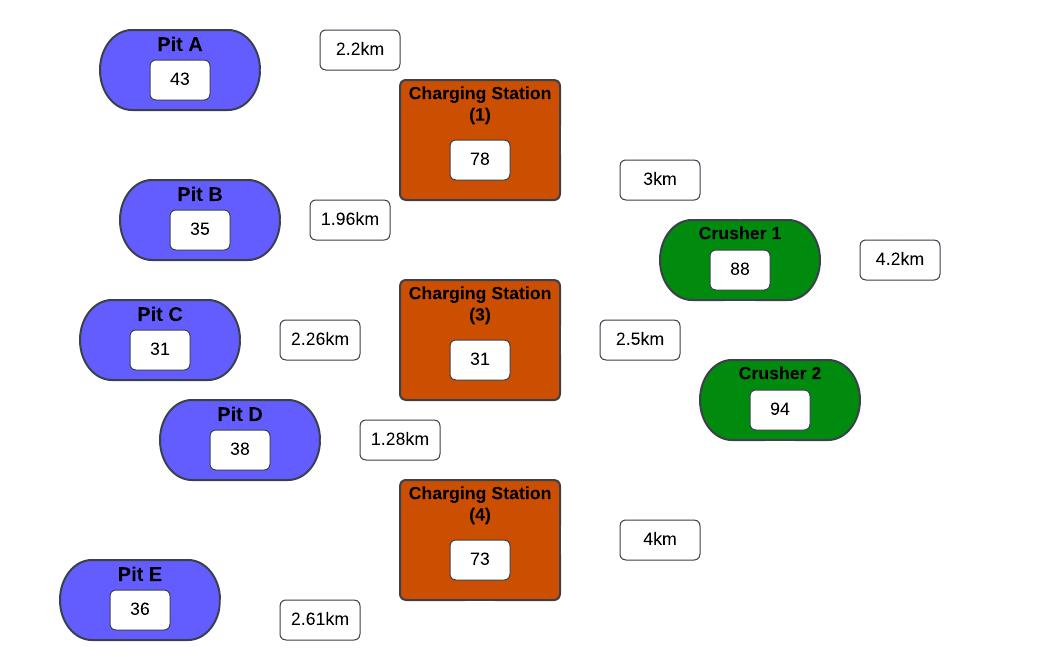 Pit A
43
2.2km
Charging Station
(1)
78
3km
Pit B
35
1.96km
Crusher 1
88
4.2km
Charging Station
(3)
31
Pit C
31
2.26km
2.5km
Crusher 2
94
Pit D
38
1.28km
Charging Station
(4)
73
4km
Pit E
36
2.61km